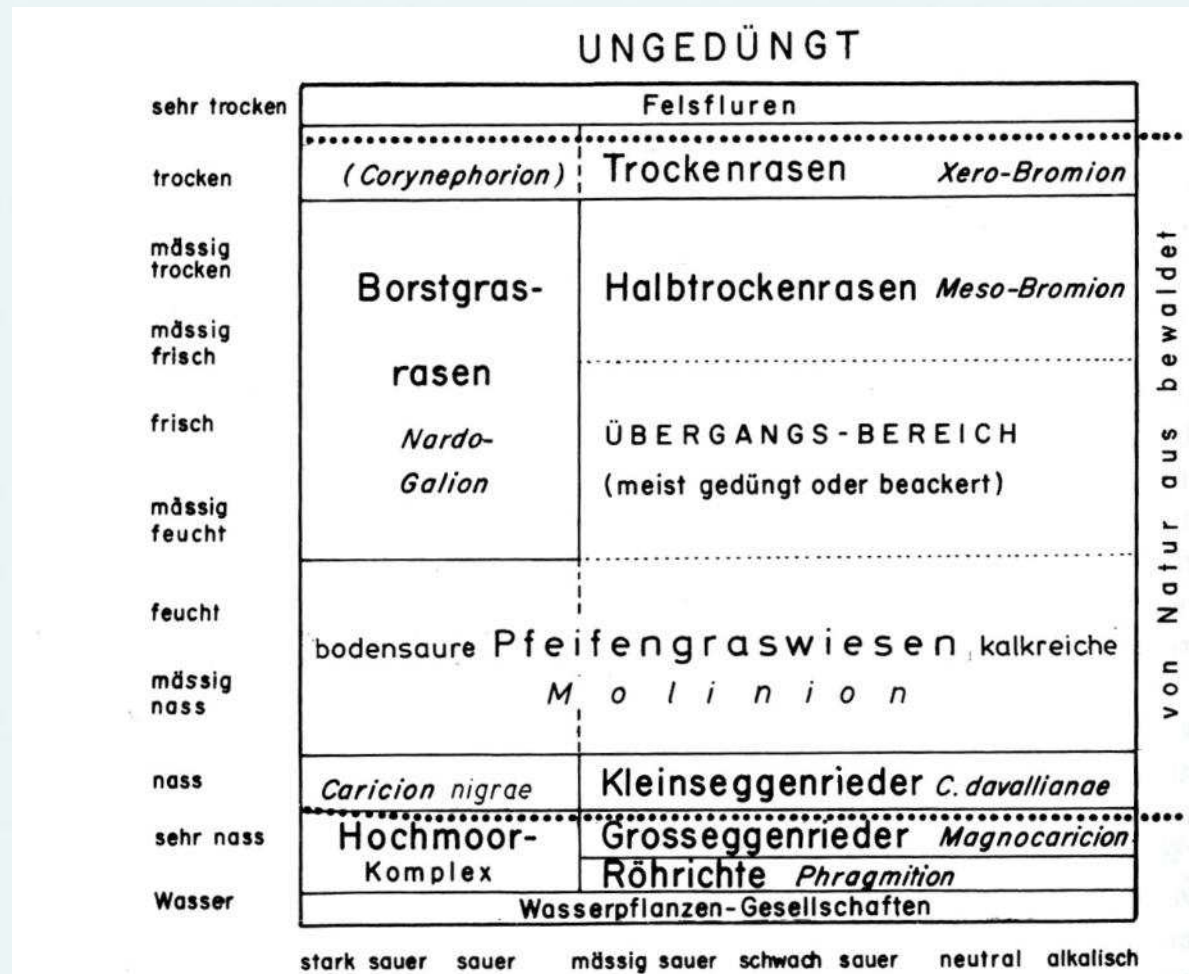 UNGEDÜNGT
sehr trocken
Felsfluren
trocken
(Corynephorion)
Trockenrasen Xero-Bromion
mässig
trocken
Borstgras-
Halbtrockenrasen Meso-Bromion
mässig
frisch
rasen
frisch
Nardo-
Galion
ÜBERGANGS-BEREICH
(meist gedüngt oder beackert)
mässig
feucht
feucht
bodensaure Pfeifengraswiesen kalkreiche
Molinion
mässig
nass
nass
Caricion nigrae
Kleinseggenrieder C. davallianae
sehr nass
Hochmoor-
Komplex
Grosseggenrieder Magnocaricion
Röhrichte Phragmition
Wasser
Wasserpflanzen-Gesellschaften
von Natur aus bewaldet
stark sauer sauer mässig sauer schwach sauer neutral alkalisch